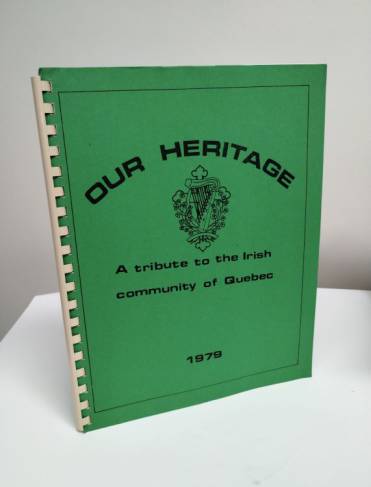 OUR HERITAGE
A tribute to the Irish
community of Quebec
1979